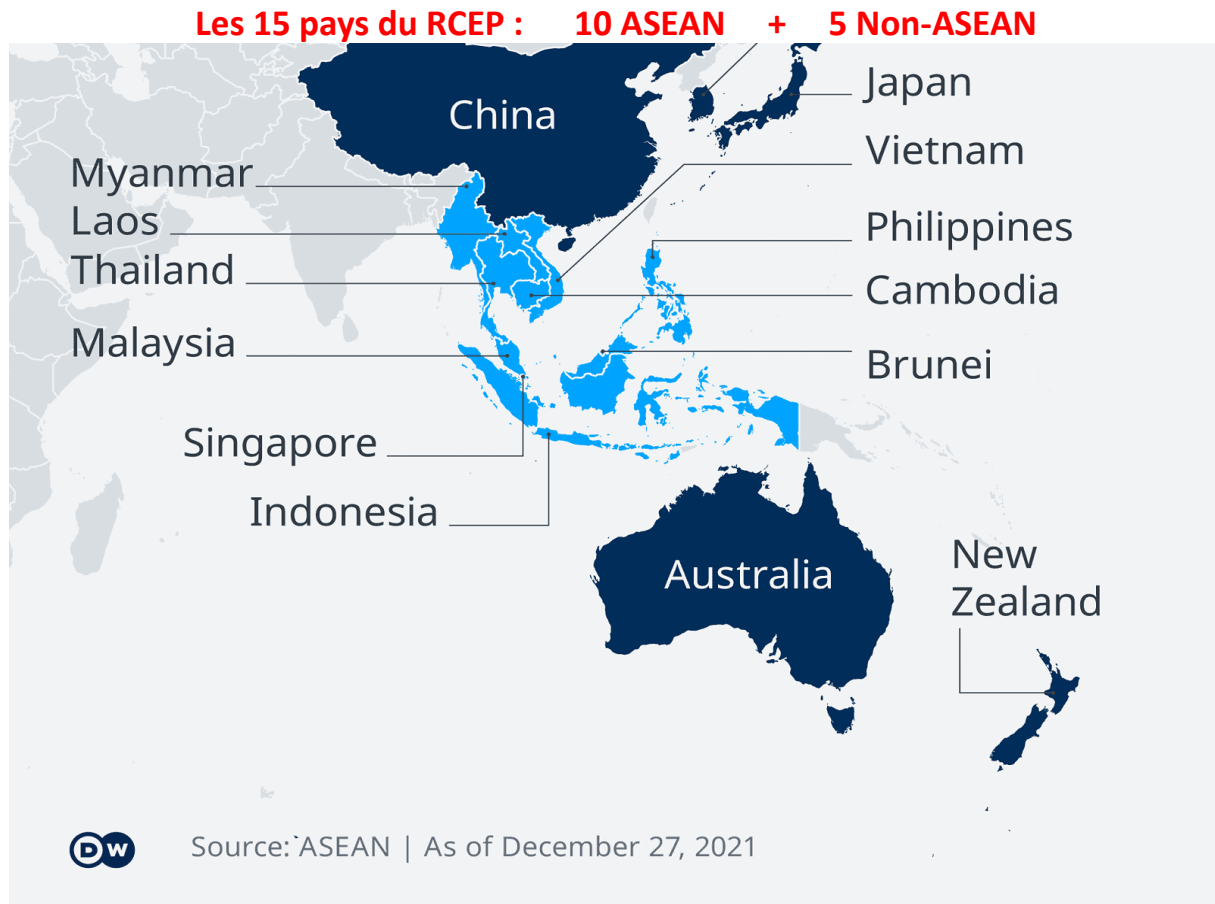 Les 15 pays du RCEP : 10 ASEAN + 5 Non-ASEAN
China
Japan
Vietnam
Myanmar
Laos
Thailand
Philippines
Cambodia
Malaysia
Brunei
Singapore
Indonesia
Australia
New
Zealand
DW
Source: ASEAN | As of December 27, 2021